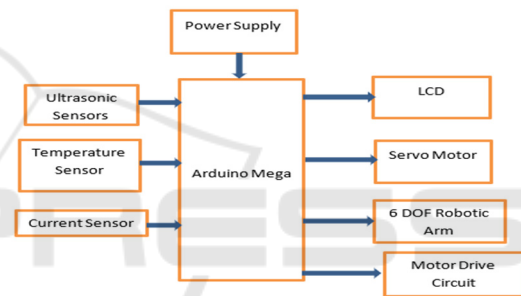 Power Supply
Ultrasonic
Sensors
Temperature
Sensor
Current Sensor
Arduino Mega
LCD
Servo Motor
6 DOF Robotic
Arm
Motor Drive
Circuit
PRESS